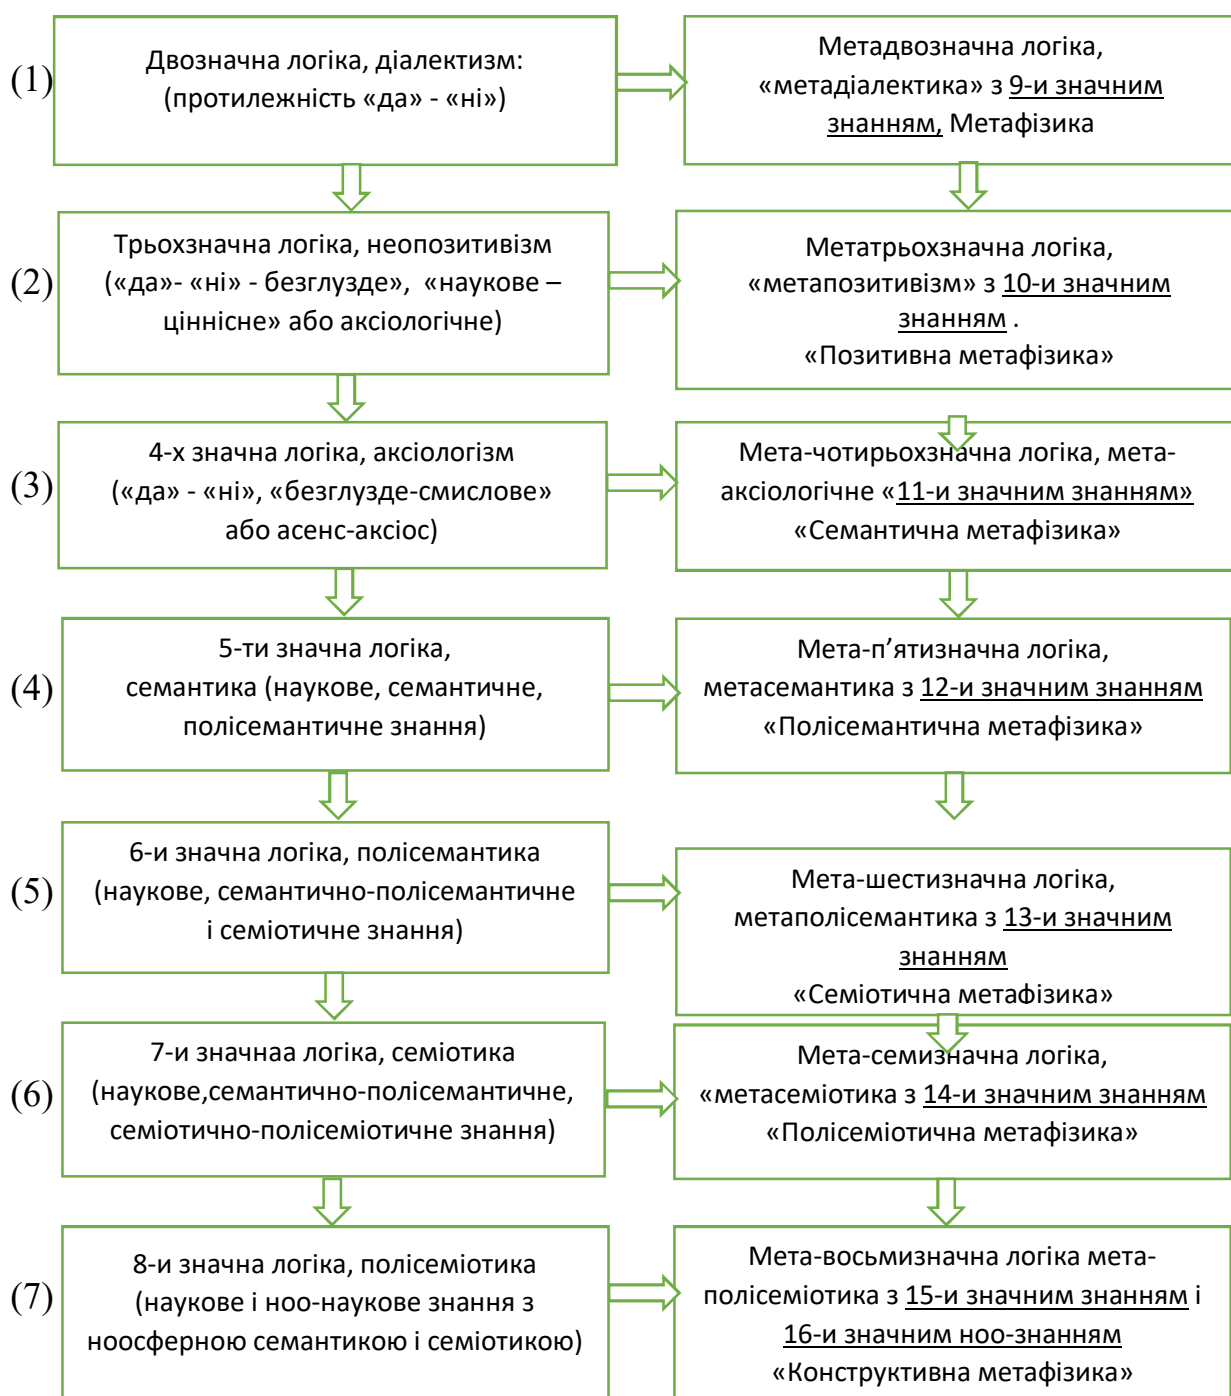 (1)
Двозначна логіка, діалектизм:
(протилежність «да» - «ні»)
Метадвозначна логіка,
«метадіалектика» з 9-и значним
знанням, Метафізика
(2)
Трьохзначна логіка, неопозитивізм
(«да»- «ні» - безглузде», «наукове –
ціннісне» або аксіологічне)
Метатрьохзначна логіка,
«метапозитивізм» з 10-и значним
знанням .
«Позитивна метафізика»
(3)
4-х значна логіка, аксіологізм
(«да» - «ні», «безглузде-смислове»
або асенс-аксіос)
Мета-чотирьохзначна логіка, мета-
аксіологічне «11-и значним знанням»
«Семантична метафізика»
(4)
5-ти значна логіка,
семантика (наукове, семантичне,
полісемантичне знання)
Мета-п’ятизначна логіка,
метасемантика з 12-и значним знанням
«Полісемантична метафізика»
(5)
6-и значна логіка, полісемантика
(наукове, семантично-полісемантичне
і семіотичне знання)
Мета-шестизначна логіка,
метаполісемантика з 13-и значним
знанням
«Семіотична метафізика»
(6)
7-и значнаа логіка, семіотика
(наукове,семантично-полісемантичне,
семіотично-полісеміотичне знання)
Мета-семизначна логіка,
«метасеміотика з 14-и значним знанням
«Полісеміотична метафізика»
(7)
8-и значна логіка, полісеміотика
(наукове і ноо-наукове знання з
ноосферною семантикою і семіотикою)
Мета-восьмизначна логіка мета-
полісеміотика з 15-и значним знанням і
16-и значним ноо-знанням
«Конструктивна метафізика»